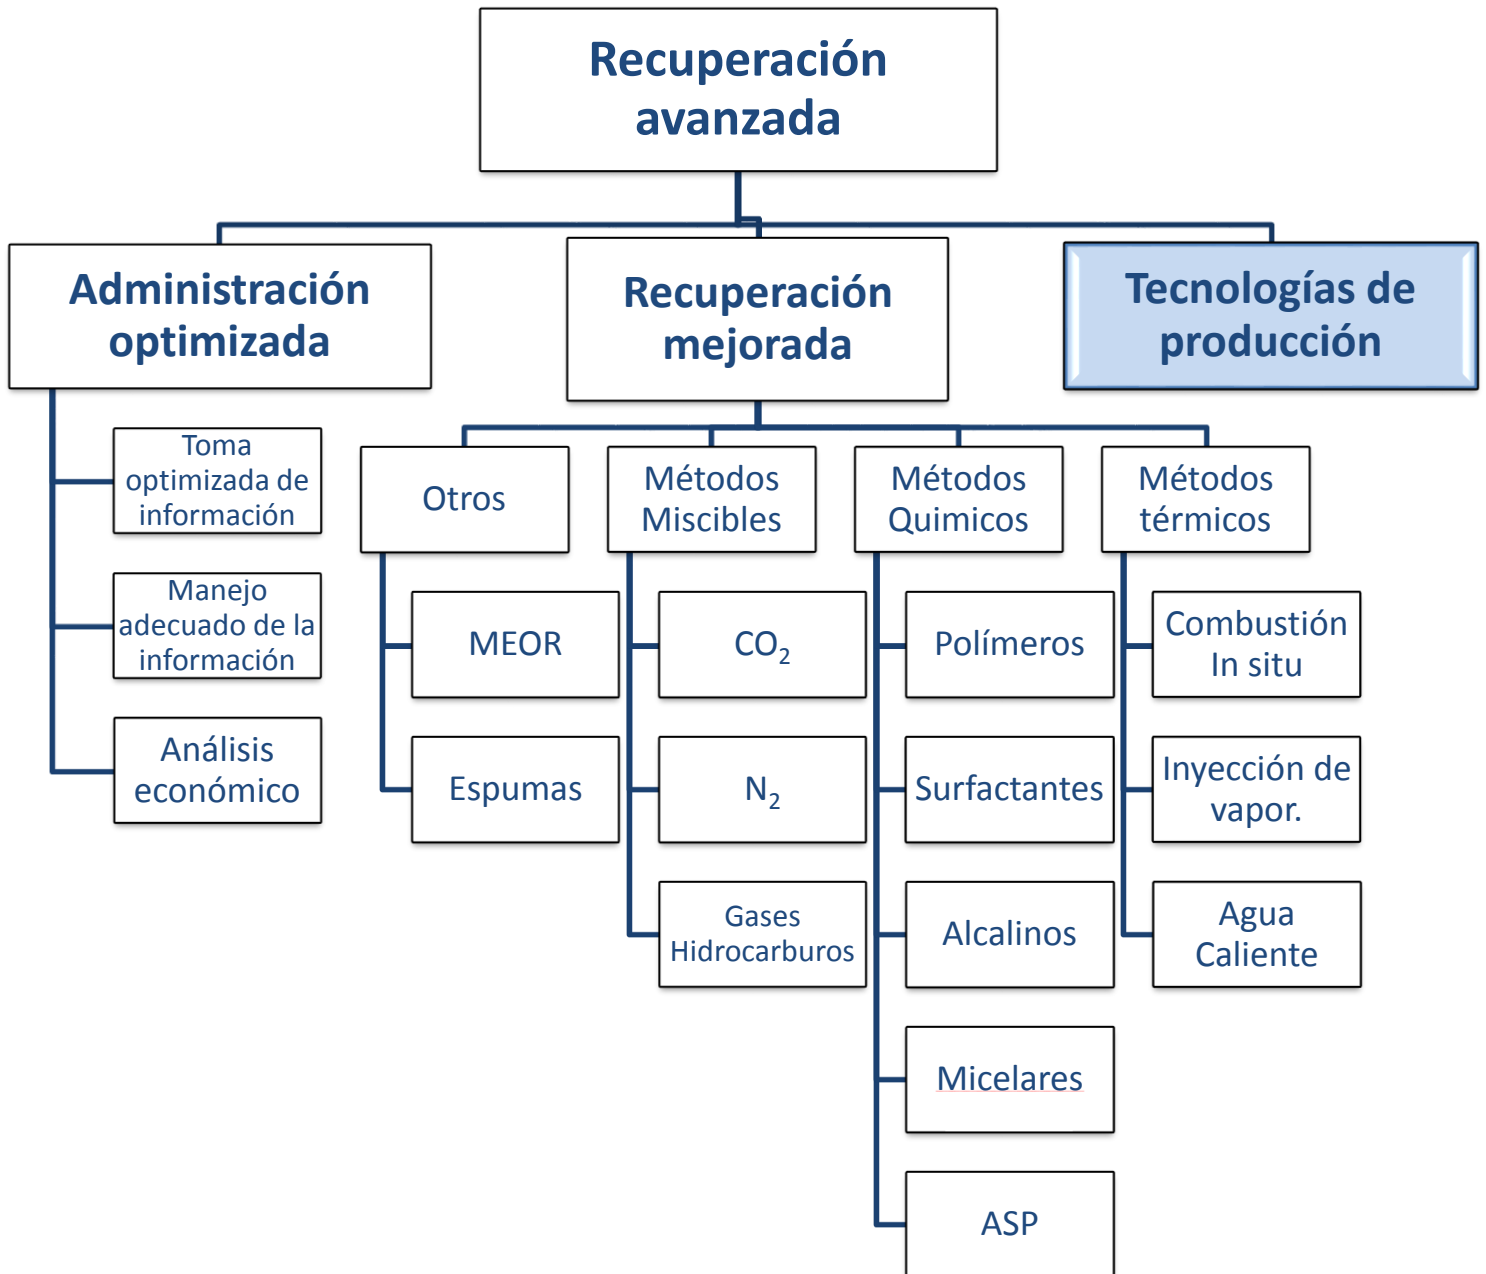 Recuperación
avanzada
Administración
optimizada
Recuperación
mejorada
Tecnologías de
producción
Toma
optimizada de
información
Manejo
adecuado de la
información
Análisis
económico
Otros
MEOR
Espumas
Métodos
Miscibles
CO₂
N₂
Gases
Hidrocarburos
Métodos
Quimicos
Polímeros
Surfactantes
Alcalinos
Micelares
ASP
Métodos
térmicos
Combustión
In situ
Inyección de
vapor.
Agua
Caliente